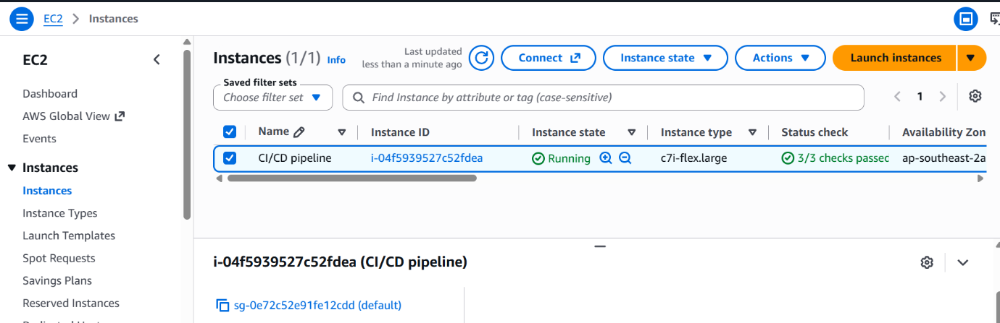 EC2 > Instances
EC2
Dashboard
AWS Global View
Events
Instances
Instances
Instance Types
Launch Templates
Spot Requests
Savings Plans
Reserved Instances
Instances (1/1) Info
Last updated
less than a minute ago
Connect
Instance state
Actions
Launch instances
Saved filter sets
Choose filter set
Find Instance by attribute or tag (case-sensitive)
1
Name Instance ID Instance state Instance type Status check Availability Zon
CI/CD pipeline i-04f5939527c52fdea Running c7i-flex.large 3/3 checks passec ap-southeast-2a
i-04f5939527c52fdea (CI/CD pipeline)
sg-0e72c52e91fe12cdd (default)